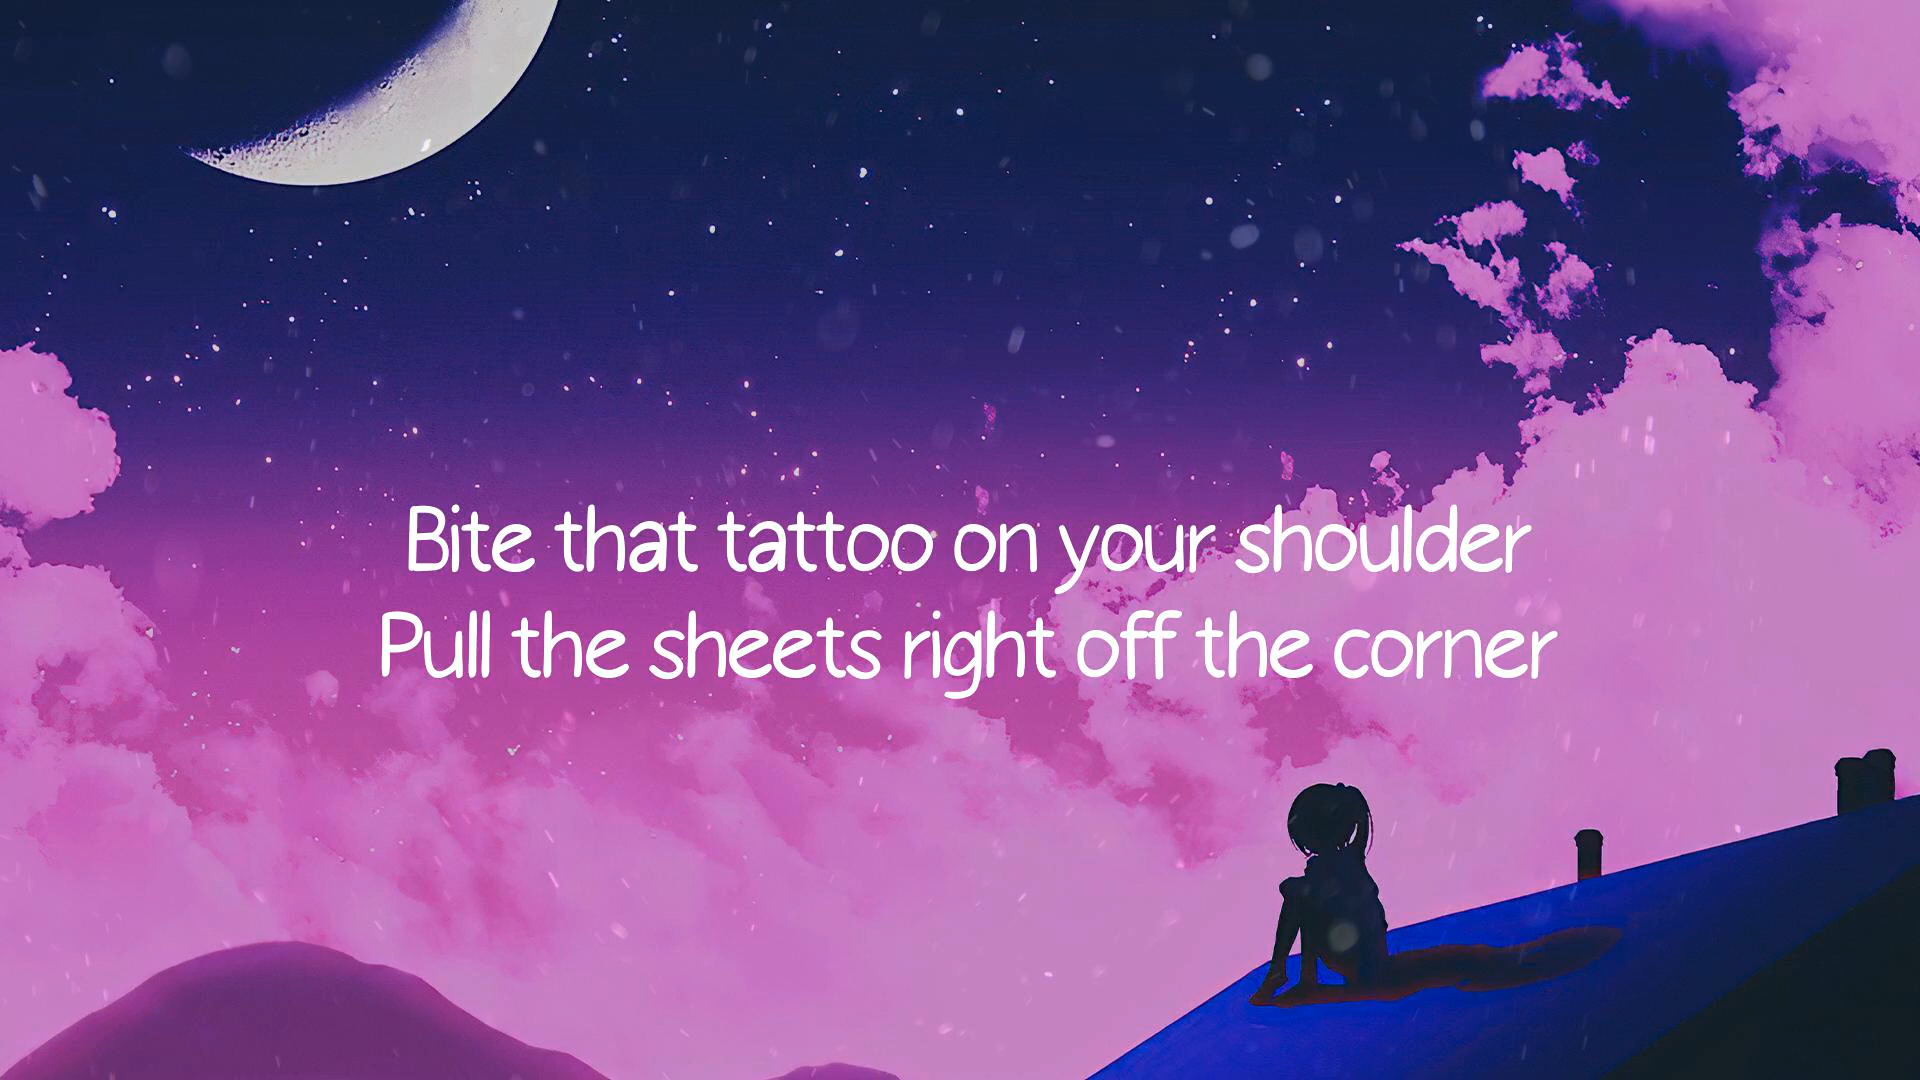 Bite that tattoo on your shoulder
Pull the sheets right off the corner